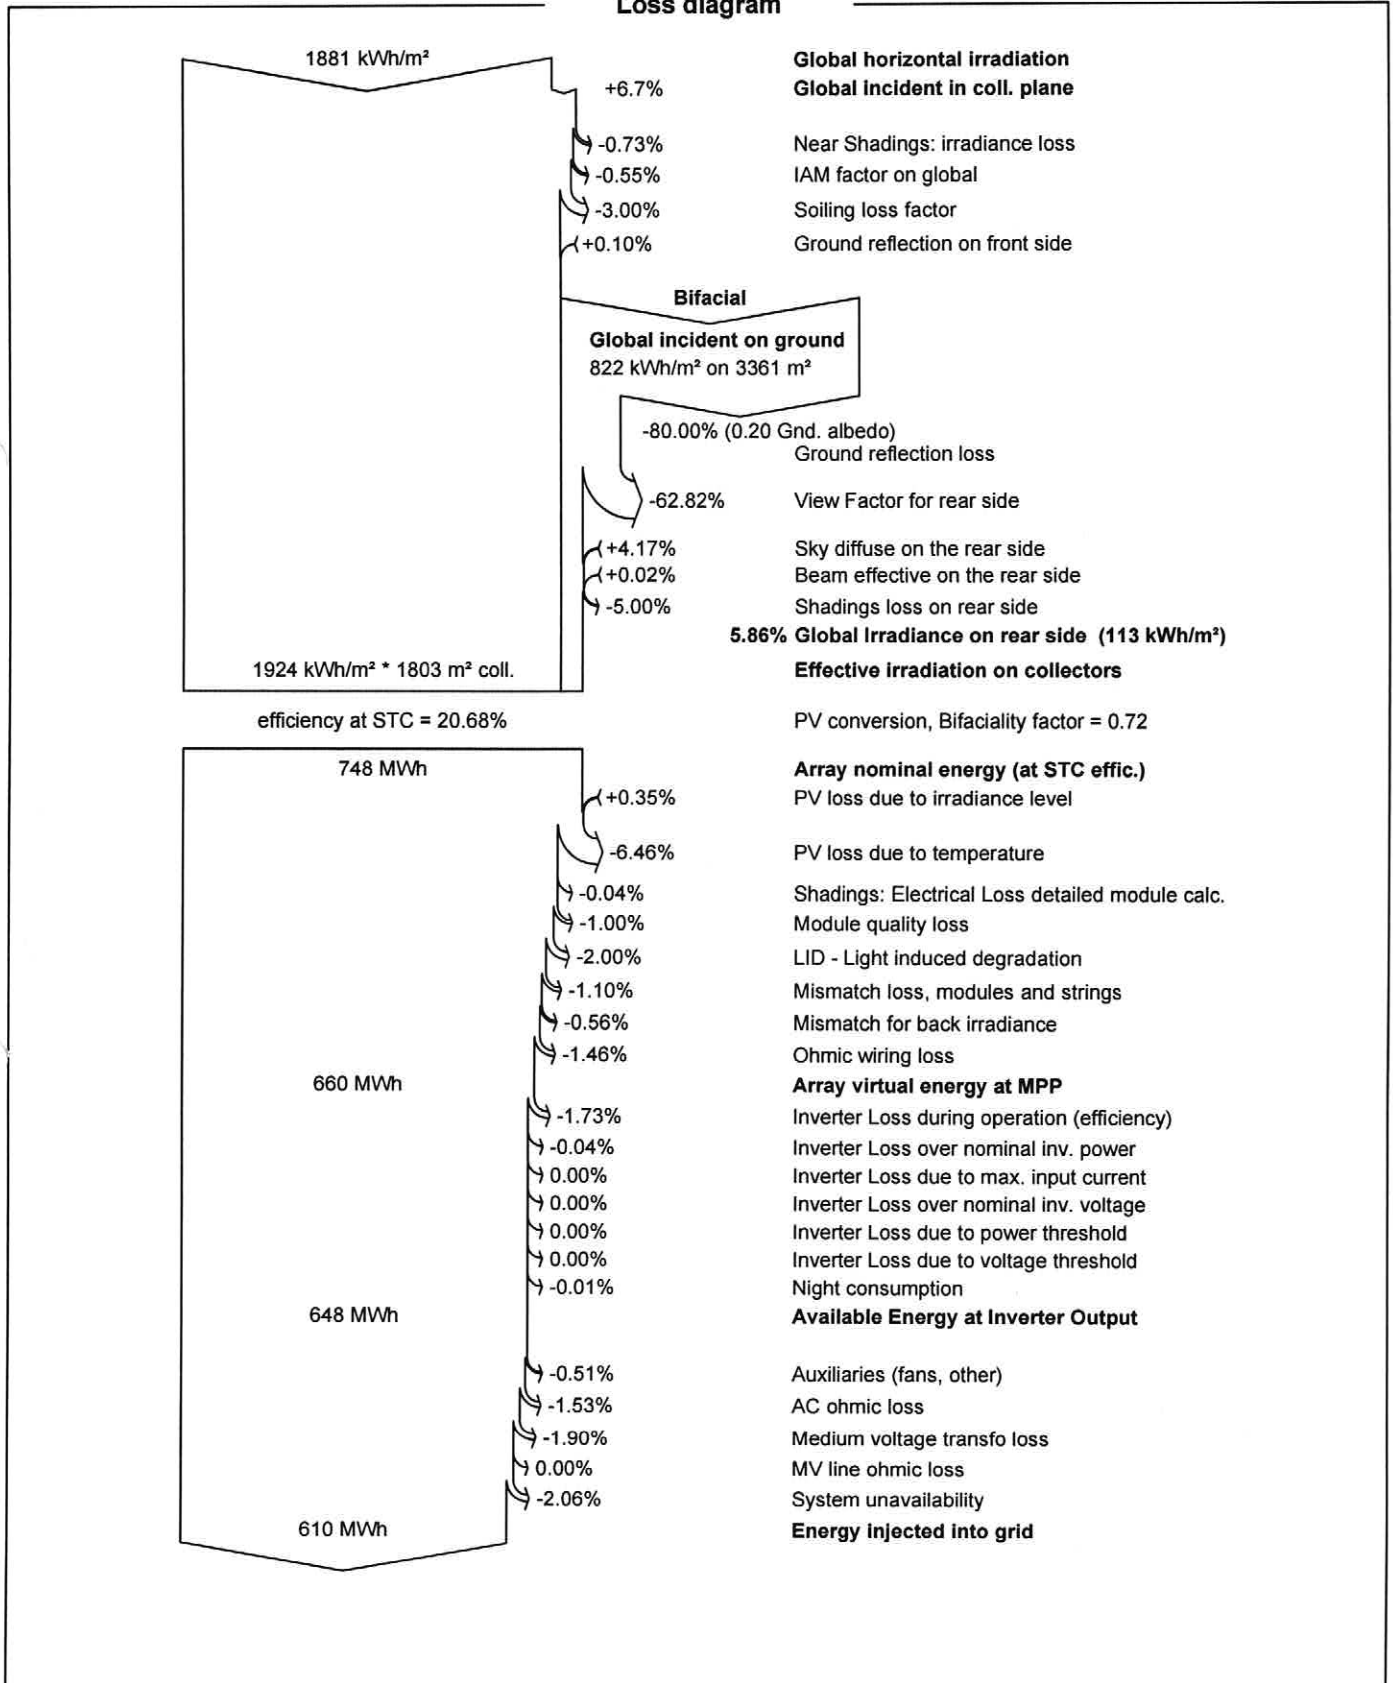 Loss diagram
1881 kWh/m² Global horizontal irradiation
+6.7% Global incident in coll. plane
-0.73% Near Shadings: irradiance loss
-0.55% IAM factor on global
-3.00% Soiling loss factor
+0.10% Ground reflection on front side
Bifacial
Global incident on ground
822 kWh/m² on 3361 m²
-80.00% (0.20 Gnd. albedo)
Ground reflection loss
-62.82% View Factor for rear side
+4.17% Sky diffuse on the rear side
+0.02% Beam effective on the rear side
-5.00% Shadings loss on rear side
5.86% Global Irradiance on rear side (113 kWh/m²)
1924 kWh/m² * 1803 m² coll. Effective irradiation on collectors
efficiency at STC = 20.68% PV conversion, Bifaciality factor = 0.72
748 MWh Array nominal energy (at STC effic.)
+0.35% PV loss due to irradiance level
-6.46% PV loss due to temperature
-0.04% Shadings: Electrical Loss detailed module calc.
-1.00% Module quality loss
-2.00% LID - Light induced degradation
-1.10% Mismatch loss, modules and strings
-0.56% Mismatch for back irradiance
-1.46% Ohmic wiring loss
660 MWh Array virtual energy at MPP
-1.73% Inverter Loss during operation (efficiency)
-0.04% Inverter Loss over nominal inv. power
0.00% Inverter Loss due to max. input current
0.00% Inverter Loss over nominal inv. voltage
0.00% Inverter Loss due to power threshold
0.00% Inverter Loss due to voltage threshold
-0.01% Night consumption
648 MWh Available Energy at Inverter Output
-0.51% Auxiliaries (fans, other)
-1.53% AC ohmic loss
-1.90% Medium voltage transfo loss
0.00% MV line ohmic loss
-2.06% System unavailability
610 MWh Energy injected into grid